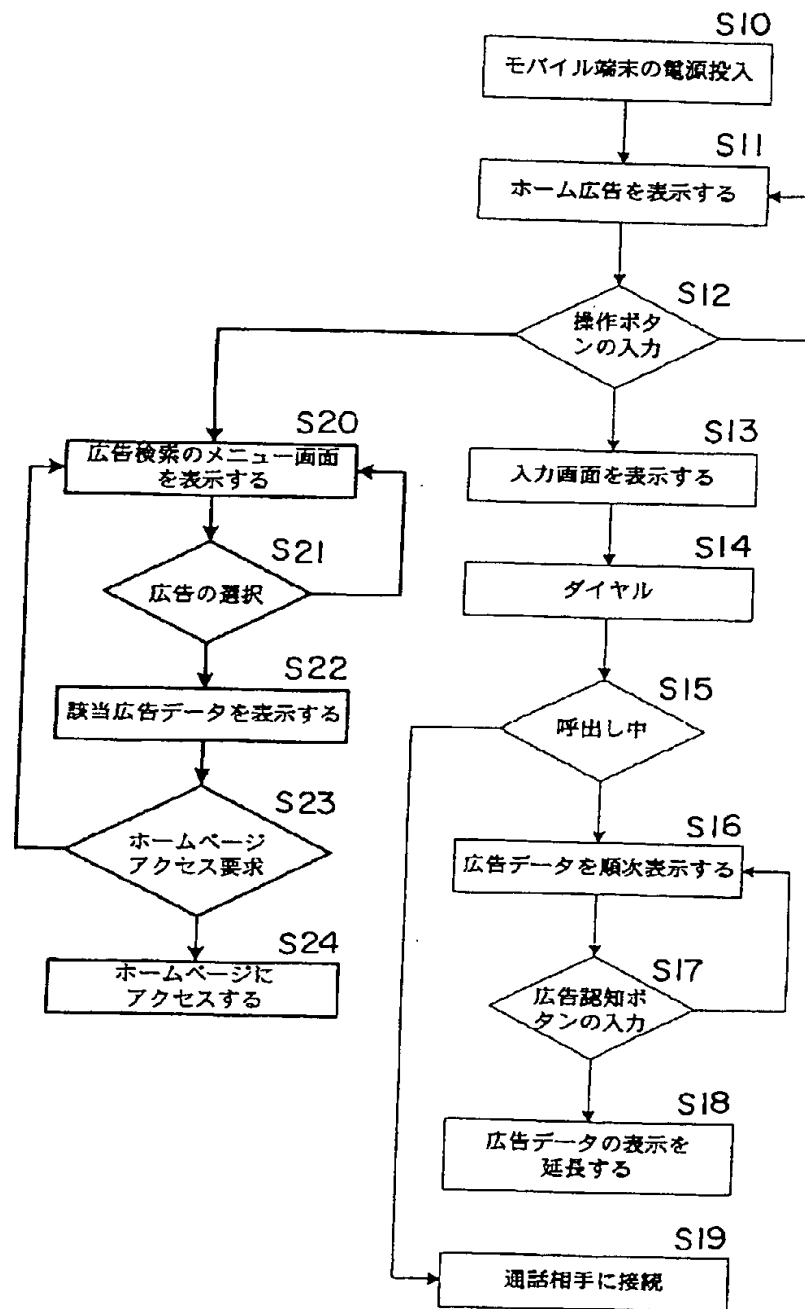 S10
モバイル端末の電源投入
S11
ホーム広告を表示する
S12
操作ボタ
ンの入力
S13
入力画面を表示する
S14
ダイヤル
S15
呼出し中
S16
広告データを順次表示する
S17
広告認知ボ
タンの入力
S18
広告データの表示を
延長する
S19
通話相手に接続
S20
広告検索のメニュー画面
を表示する
S21
広告の選択
S22
該当広告データを表示する
S23
ホームページ
アクセス要求
S24
ホームページに
アクセスする